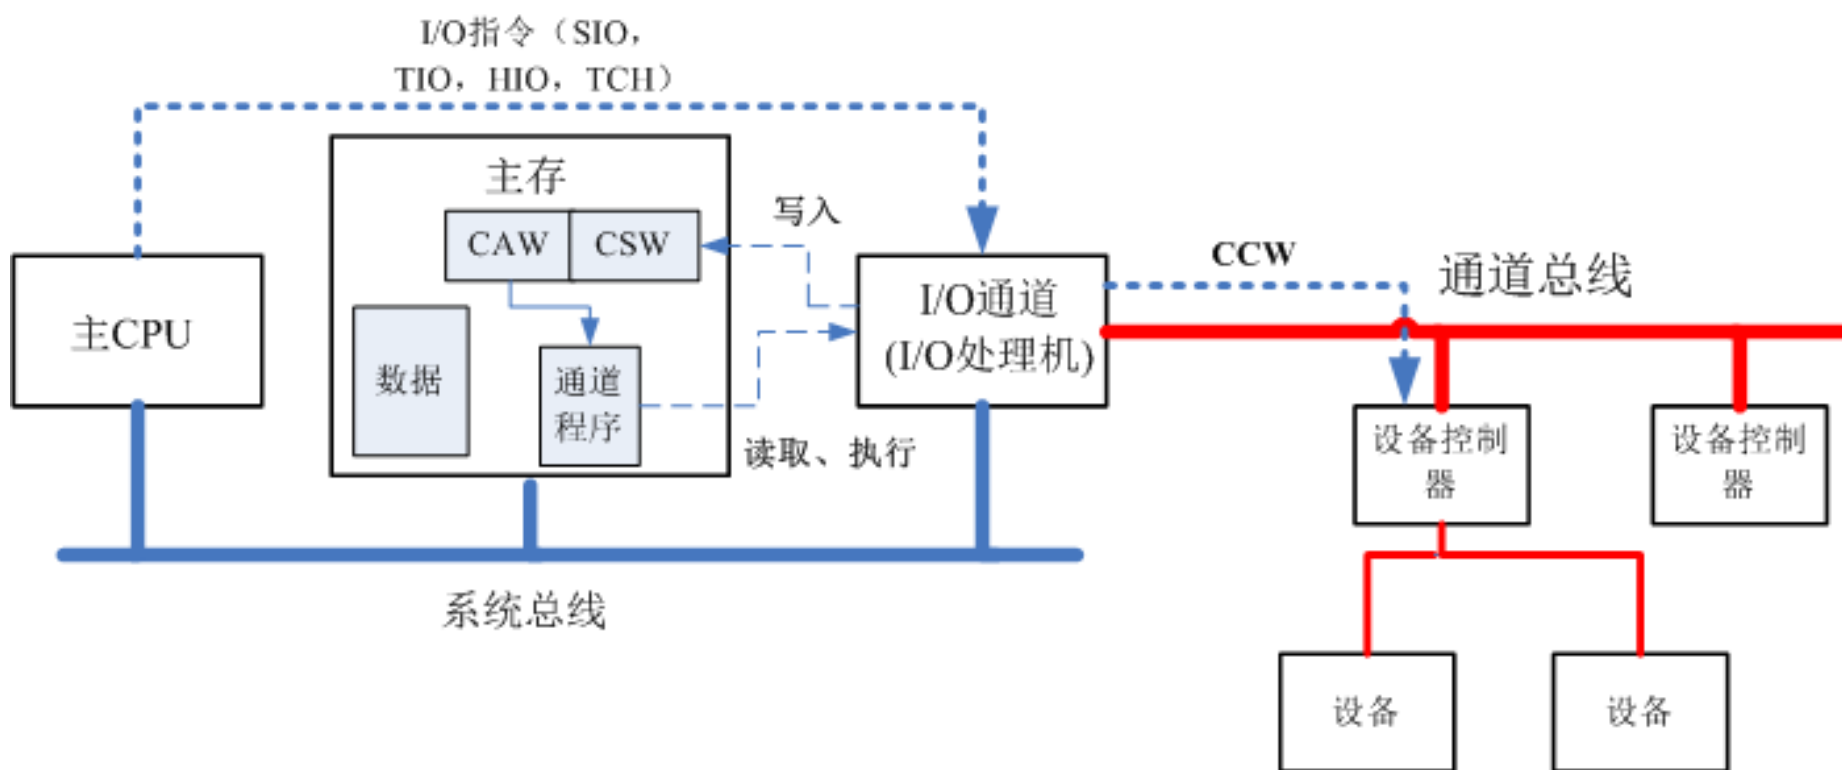 I/O指令（SIO，
TIO，HIO，TCH）
主存
写入
CAW
CSW
CCW
通道总线
主CPU
I/O通道
(I/O处理机)
数据
通道
程序
读取、执行
设备控制
器
设备控制
器
系统总线
设备
设备